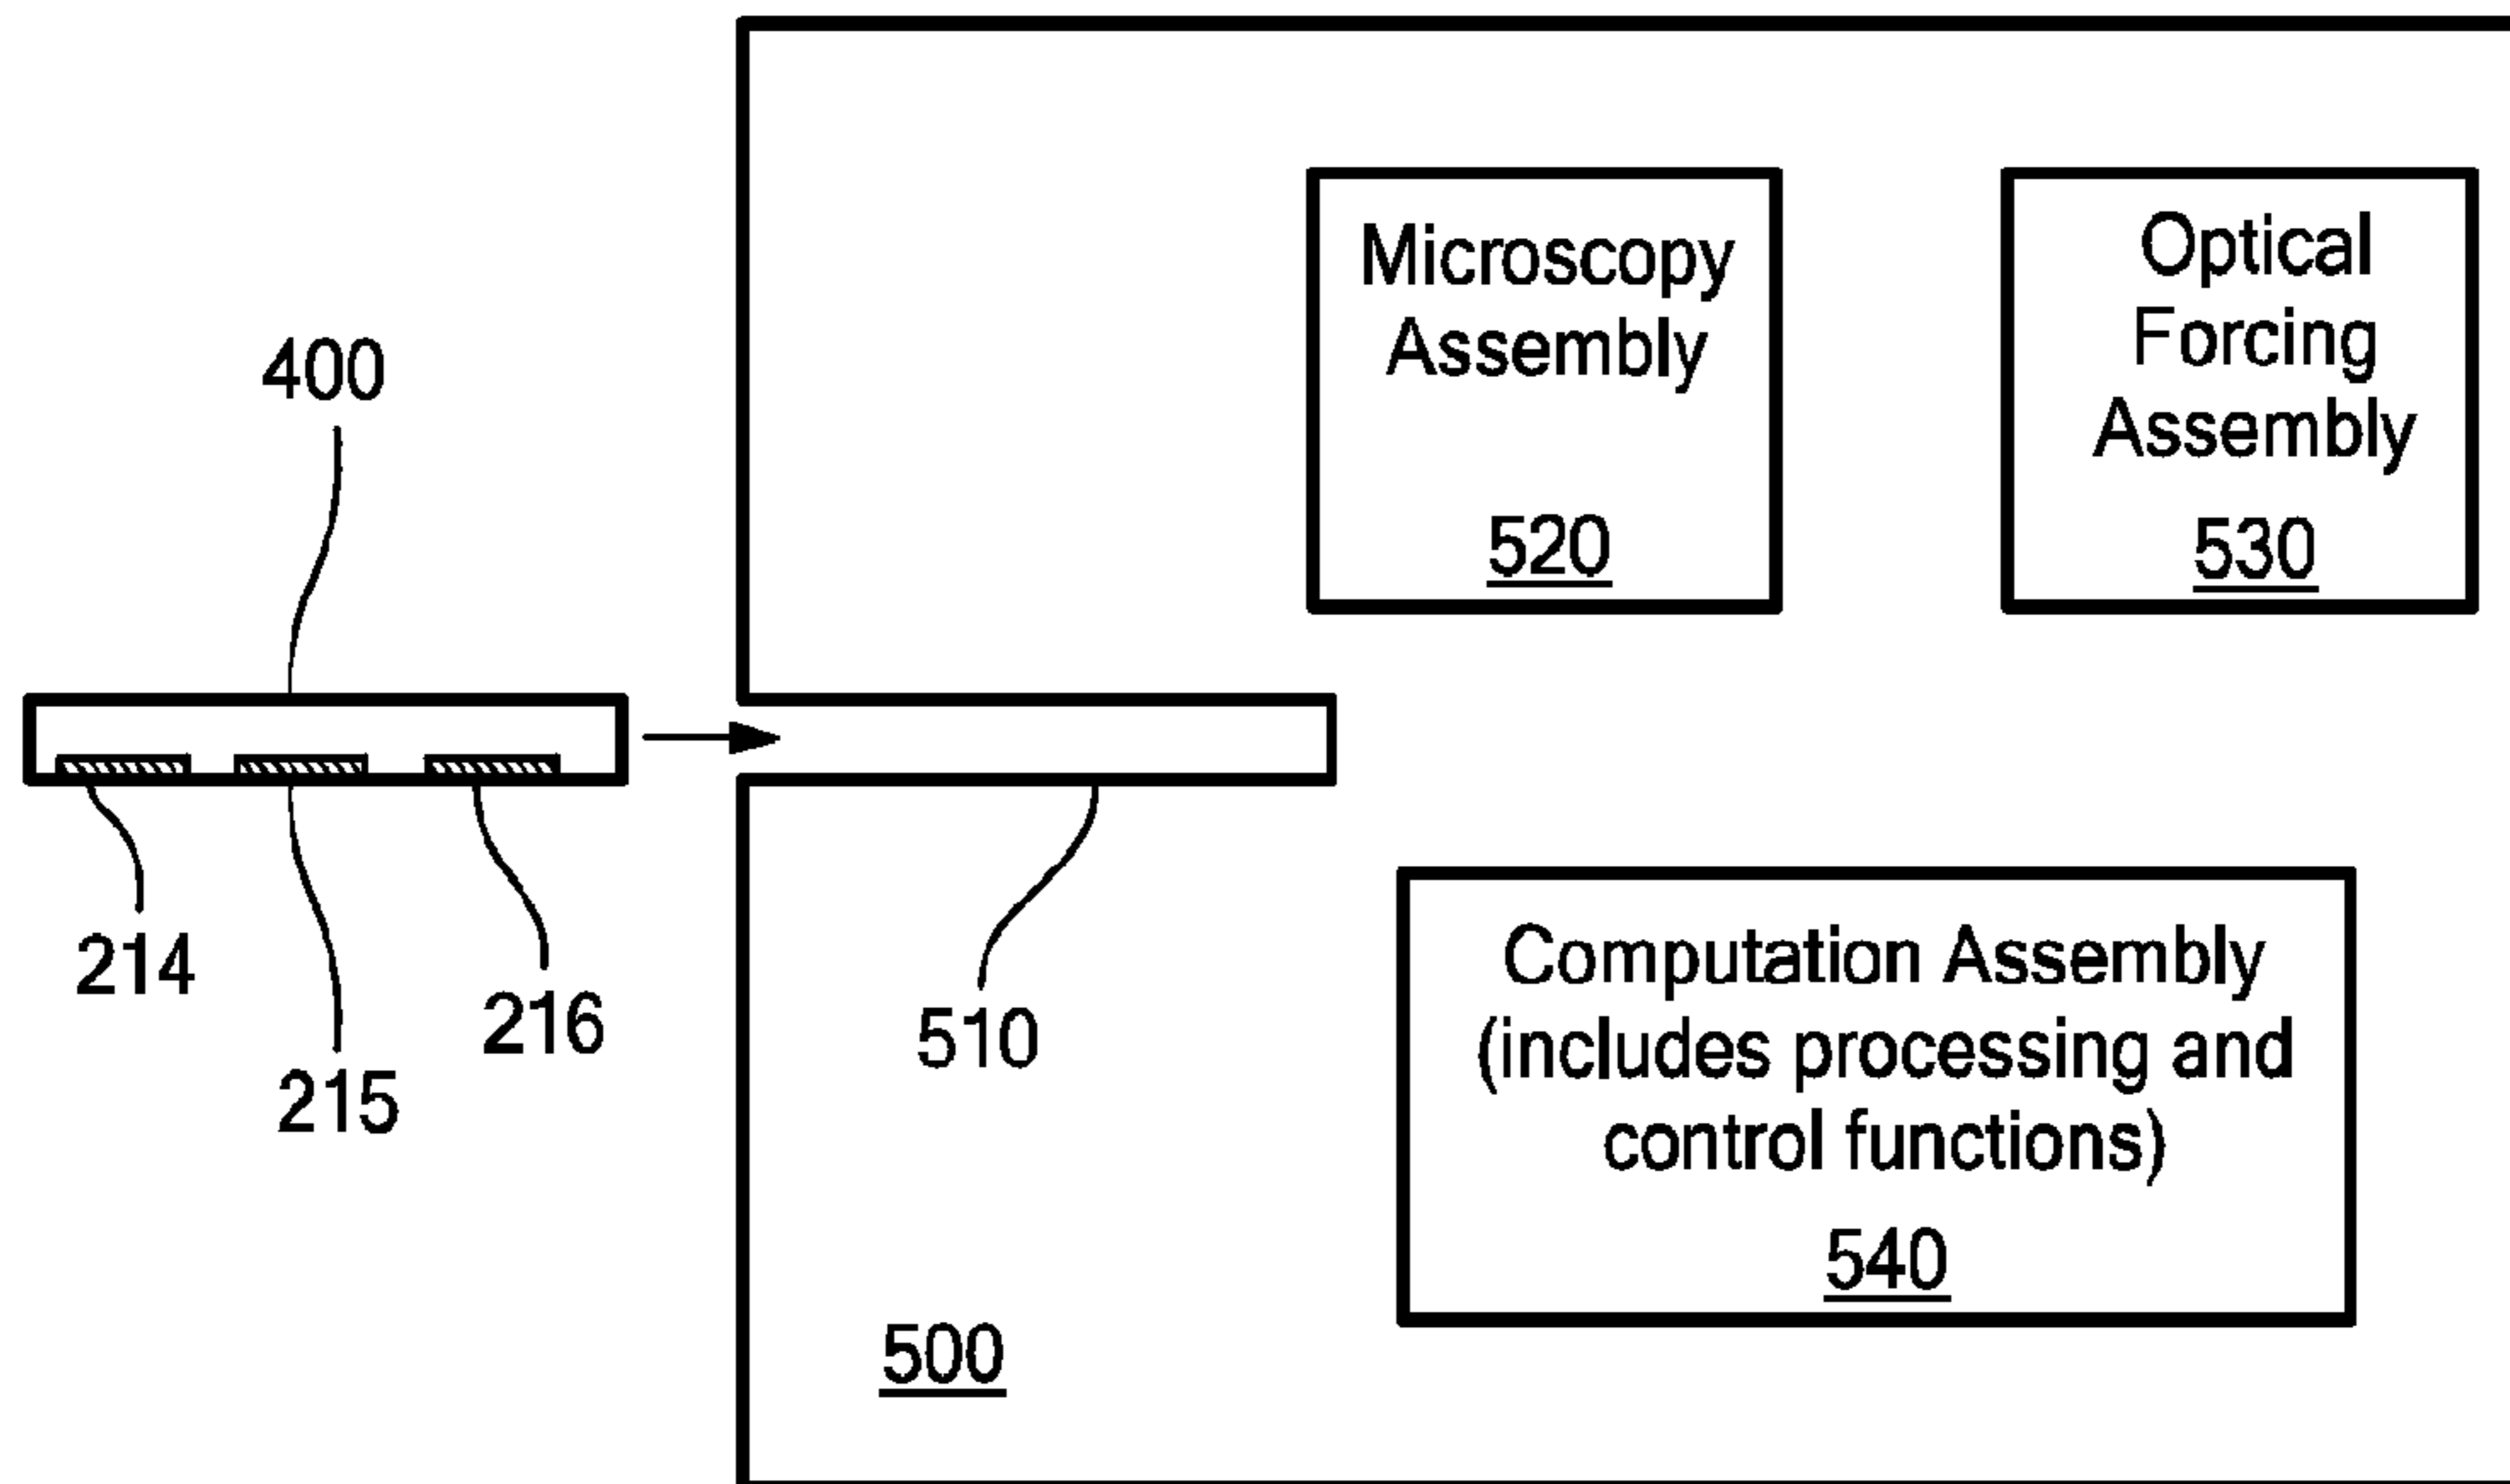 Microscopy
Assembly
520
Optical
Forcing
Assembly
530
400
214
215
216
510
Computation Assembly
(includes processing and
control functions)
540
500